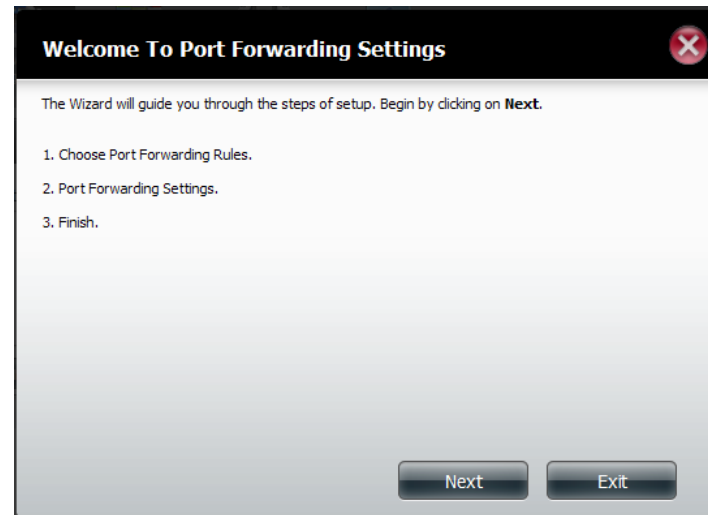 Welcome To Port Forwarding Settings
The Wizard will guide you through the steps of setup. Begin by clicking on Next.
1. Choose Port Forwarding Rules.
2. Port Forwarding Settings.
3. Finish.
Next Exit